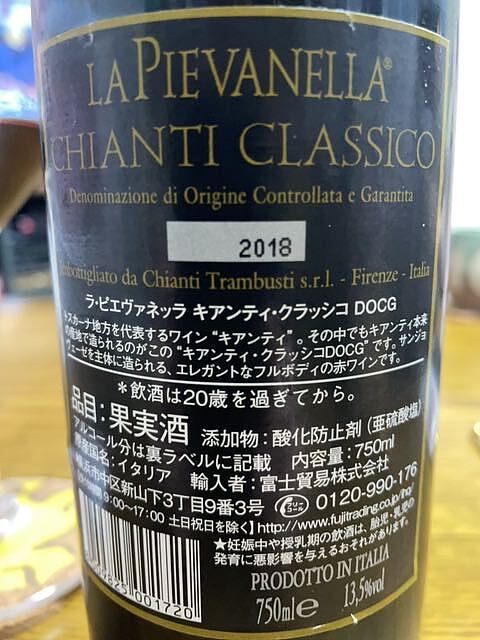 LA PIEVANELLA®
CHIANTI CLASSICO
Denominazione di Origine Controllata e Garantita
2018
Imbottigliato da Chianti Trambusti s.r.l. - Firenze - Italia
ラ・ピエヴァネッラ キアンティ・クラッシコ DOCG
トスカーナ地方を代表するワイン“キアンティ”。その中でもキアンティ本来
の産地で造られるのがこの“キアンティ・クラッシコDOCG”です。サンジョ
ヴェーゼを主体に造られる、エレガントなフルボディの赤ワインです。
*飲酒は20歳を過ぎてから。
品目:果実酒 添加物:酸化防止剤(亜硫酸塩)
アルコール分は裏ラベルに記載 内容量:750ml
原産国名:イタリア 輸入者:富士貿易株式会社
横浜市中区新山下3丁目9番3号 0120-990-176
9:00~17:00 土日祝日を除く】http://www.fujitrading.co.jp/ihq/
★妊娠中や授乳期の飲酒は、胎児・乳児の
発育に悪影響を与えるおそれがあります。
PRODOTTO IN ITALIA
001720
750ml e 13,5%vol